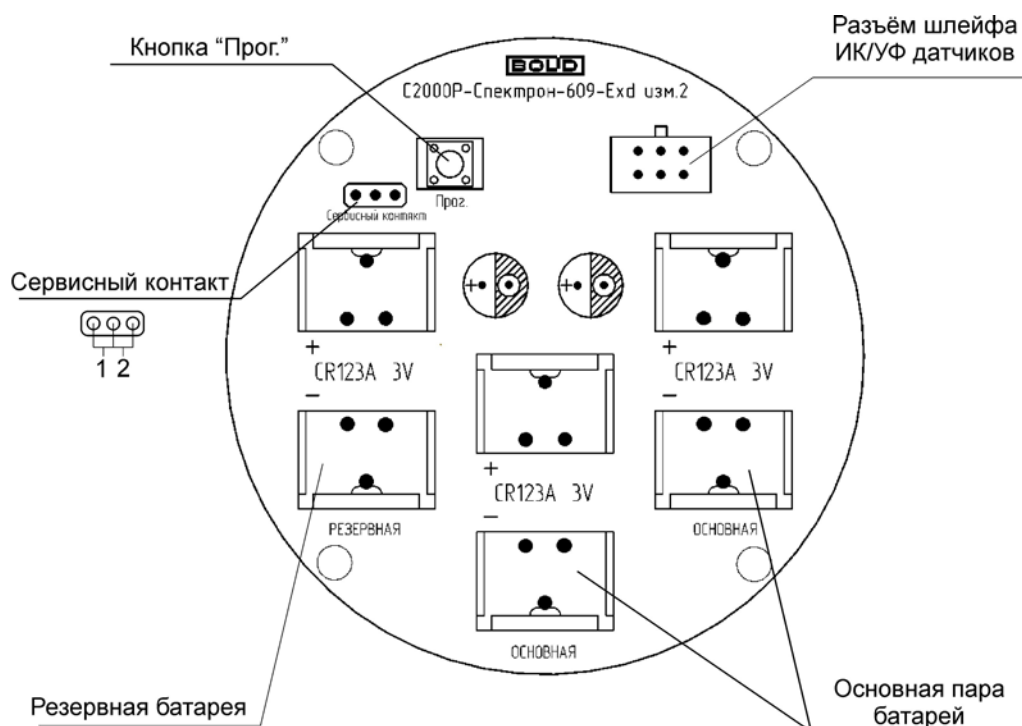 Кнопка “Прог.”
Разъём шлейфа
ИК/УФ датчиков
BOLID
С2000Р-Спектрон-609-Exd изм.2
Прог.
Сервисный контакт
Сервисный контакт
1 2
+
+
+
CR123A 3V
−
+
CR123A 3V
−
+
CR123A 3V
−
РЕЗЕРВНАЯ
ОСНОВНАЯ
ОСНОВНАЯ
Резервная батарея
Основная пара
батарей